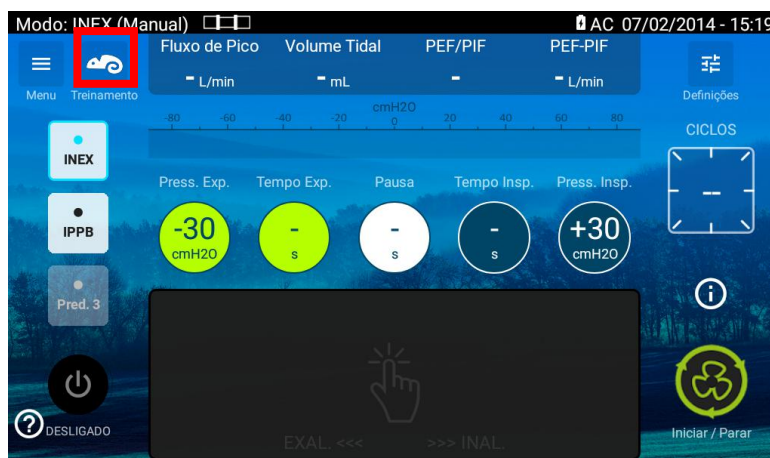 Modo: INEX (Manual) AC 07/02/2014 - 15:19
Fluxo de Pico Volume Tidal PEF/PIF PEF-PIF
- L/min - mL - - L/min
Menu Treinamento Definições
cmH2O
-80 -60 -40 -20 0 20 40 60 80
CICLOS
INEX
--
Press. Exp. Tempo Exp. Pausa Tempo Insp. Press. Insp.
IPPB
-30 - - - +30
cmH2O s s s cmH2O
Pred. 3
DESLIGADO
EXAL. <<< >>> INAL.
Iniciar / Parar